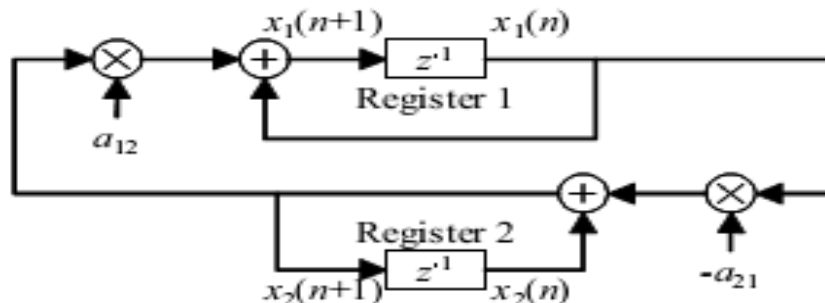 x₁(n+1) x₁(n)
× + z⁻¹
Register 1
a₁₂
+ ×
Register 2
z⁻¹
x₂(n+1) x₂(n) -a₂₁